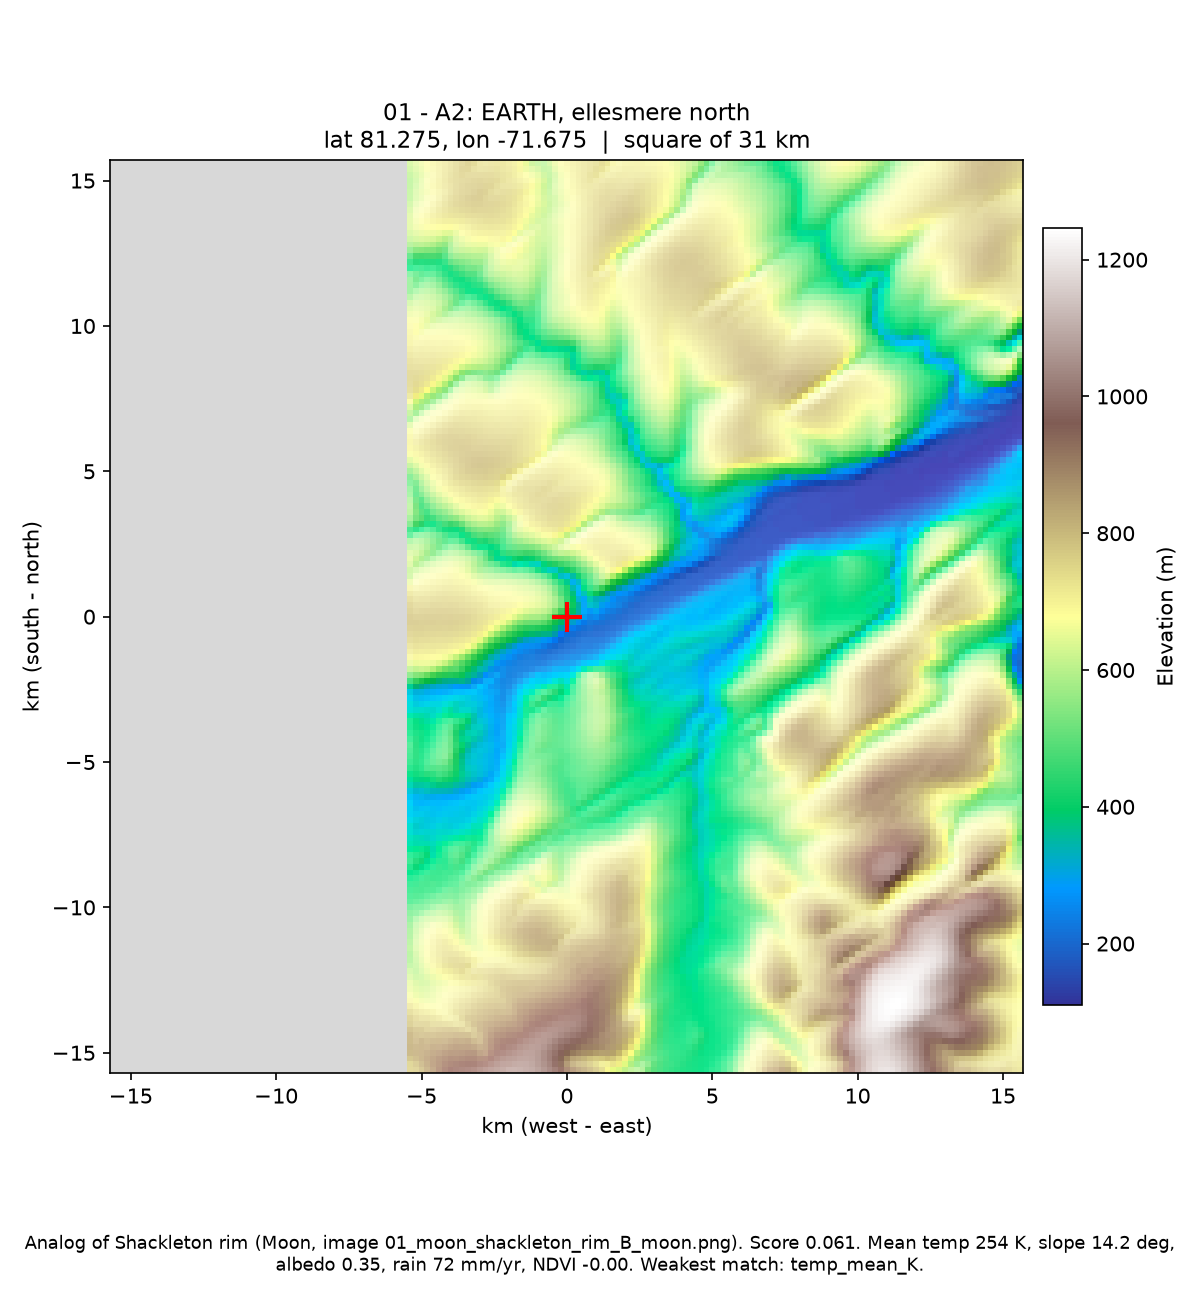 01 - A2: EARTH, ellesmere north
lat 81.275, lon -71.675  |  square of 31 km
15
10
5
0
−5
−10
−15
km (south - north)
−15
−10
−5
0
5
10
15
km (west - east)
1200
1000
800
600
400
200
Elevation (m)
Analog of Shackleton rim (Moon, image 01_moon_shackleton_rim_B_moon.png). Score 0.061. Mean temp 254 K, slope 14.2 deg,
albedo 0.35, rain 72 mm/yr, NDVI -0.00. Weakest match: temp_mean_K.